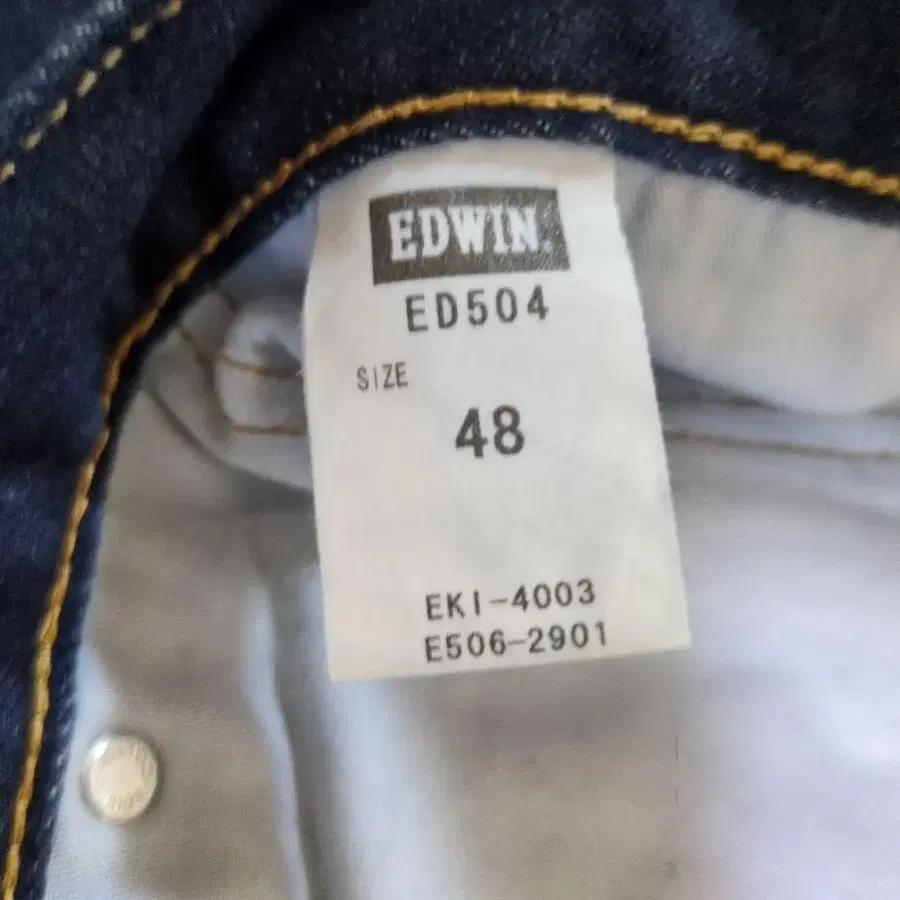 EDWIN.
ED504
SIZE
48
EKI-4003
E506-2901